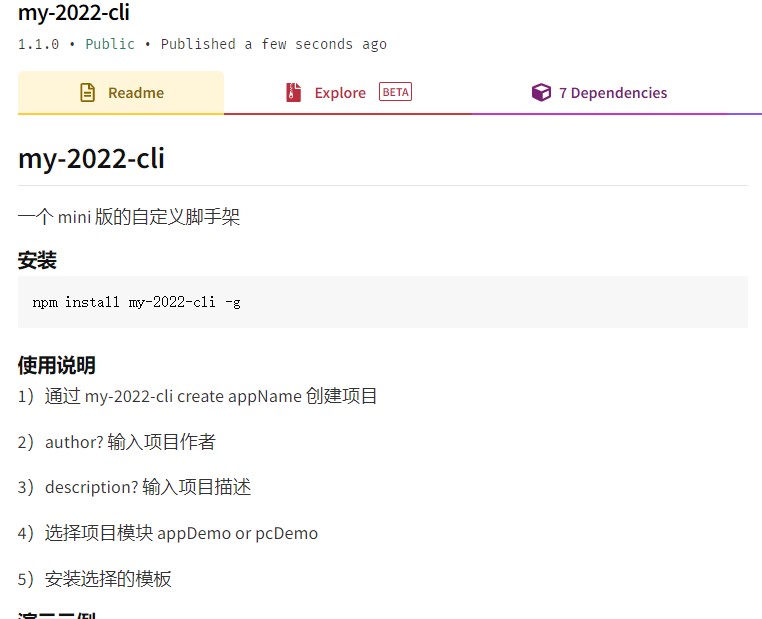 my-2022-cli
1.1.0 • Public • Published a few seconds ago
Readme
Explore BETA
7 Dependencies
my-2022-cli
一个 mini 版的自定义脚手架
安装
npm install my-2022-cli -g
使用说明
1）通过 my-2022-cli create appName 创建项目
2）author? 输入项目作者
3）description? 输入项目描述
4）选择项目模块 appDemo or pcDemo
5）安装选择的模板